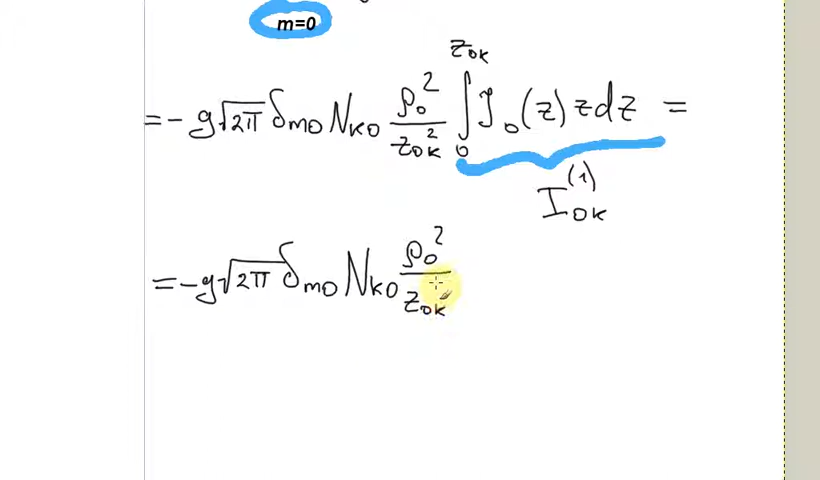 m=0
= - g√2π δm0 Nk0 ρ0²/z0k² ∫0^z0k J0(z) z dz =
I0k^(1)
= - g√2π δm0 Nk0 ρ0²/z0k